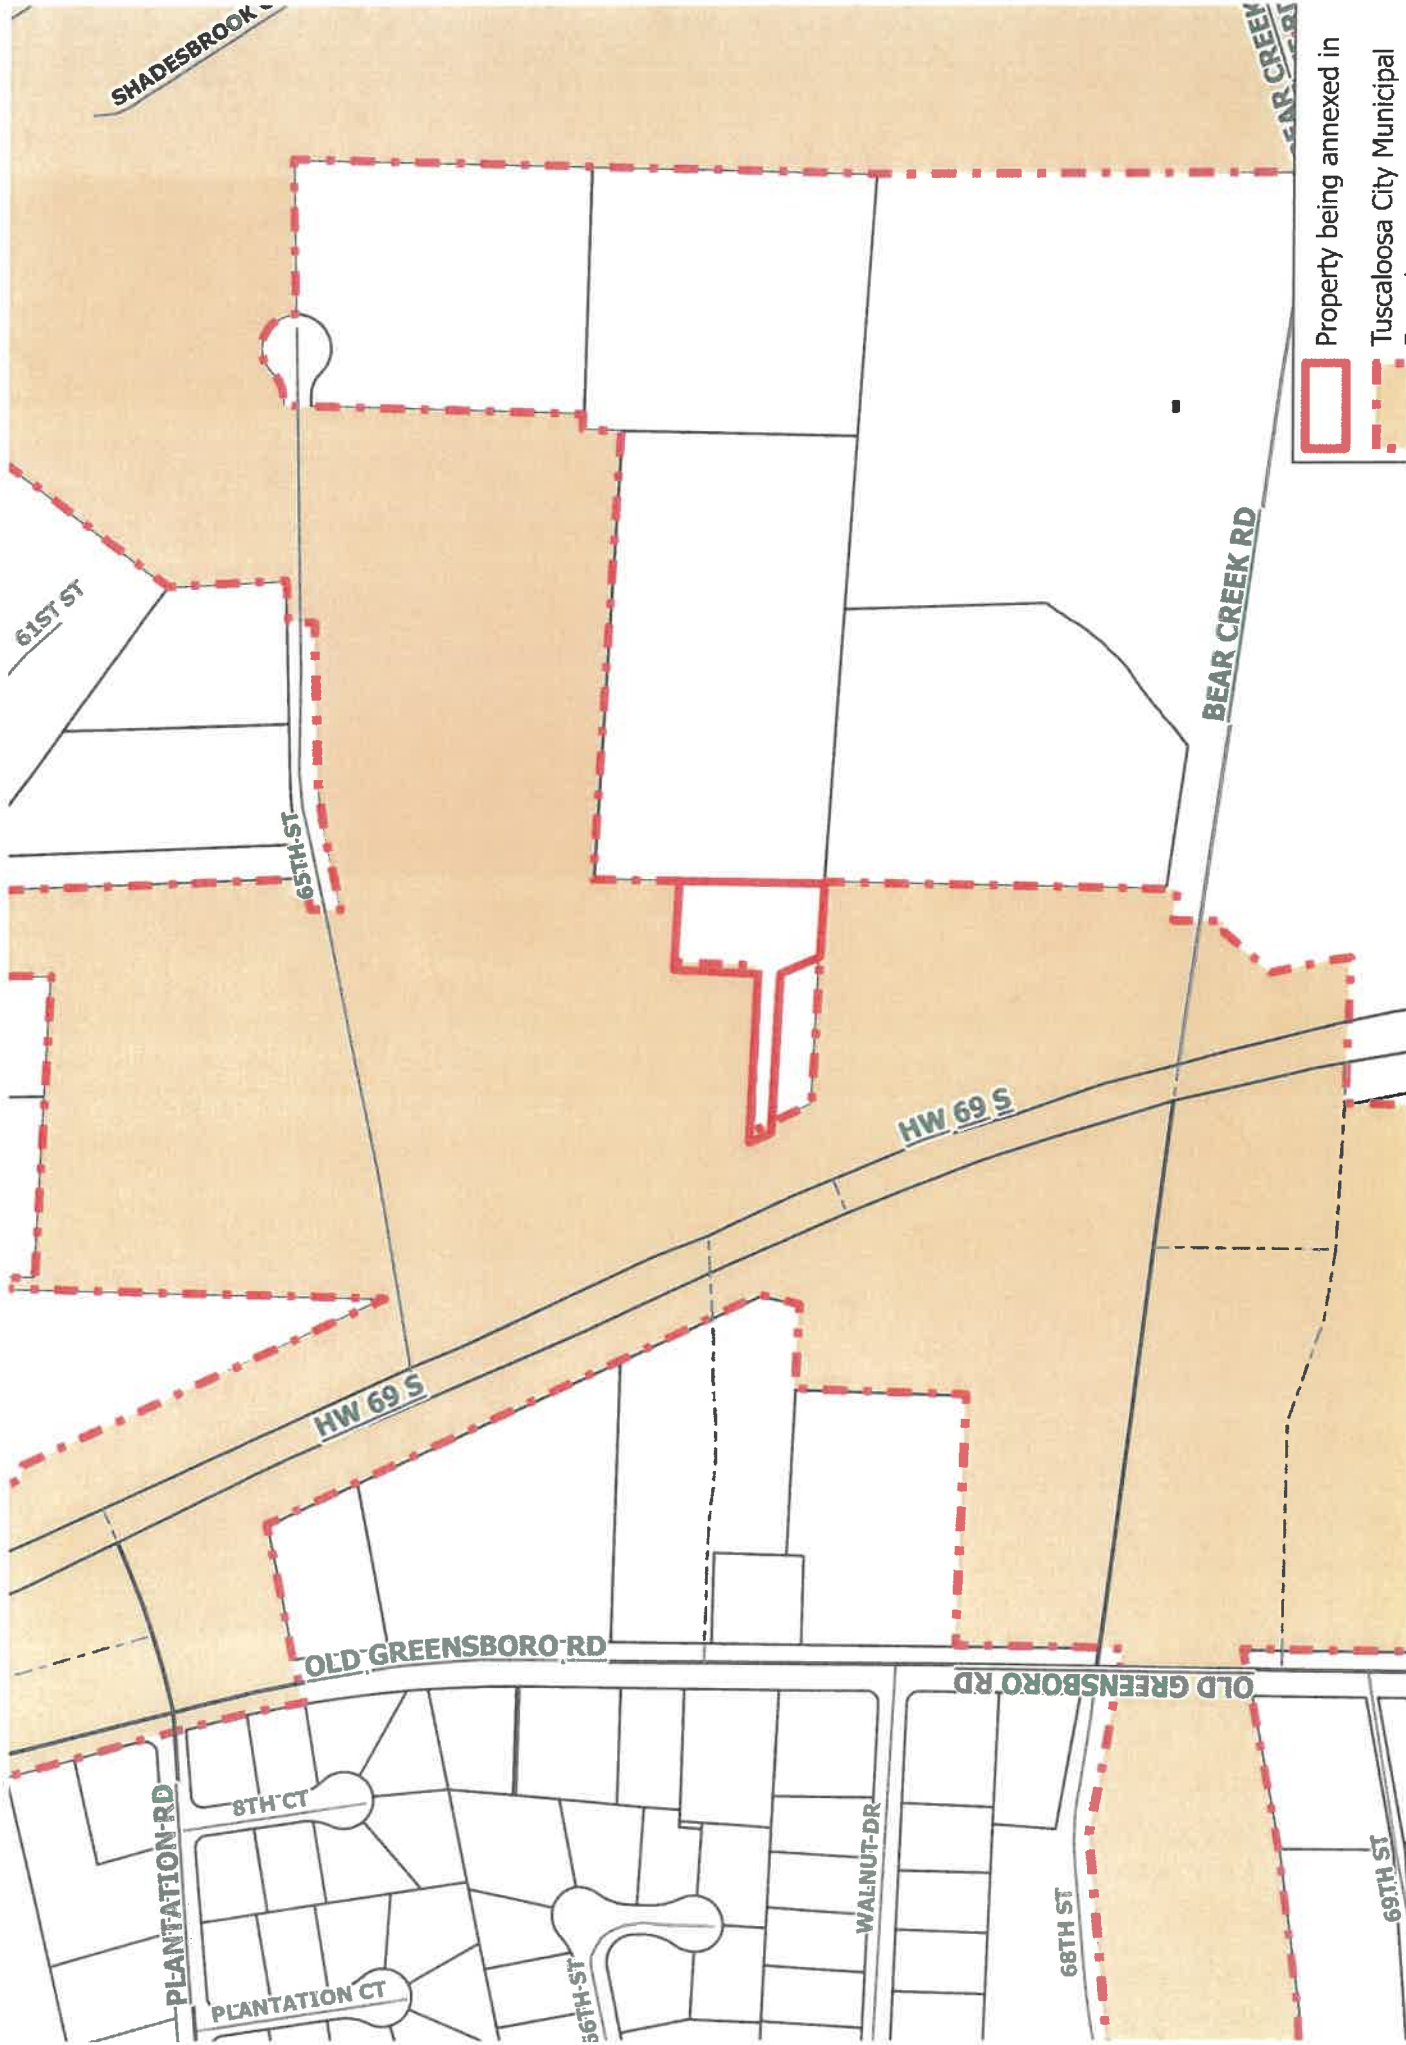 SHADESBROOK
BEAR CREEK
61ST ST
65TH ST
BEAR CREEK RD
Property being annexed in
Tuscaloosa City Municipal
HW 69 S
HW 69 S
OLD GREENSBORO RD
OLD GREENSBORO RD
PLANTATION RD
8TH CT
PLANTATION CT
66TH ST
WALNUT DR
68TH ST
69TH ST